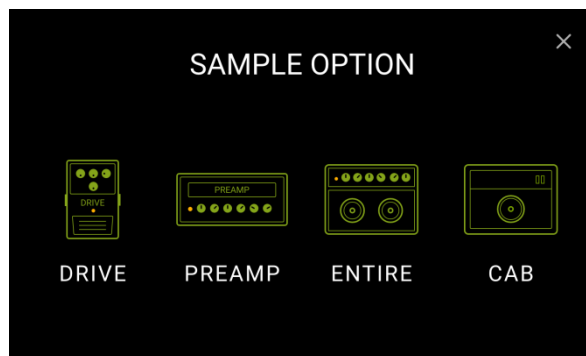 SAMPLE OPTION
PREAMP
DRIVE
DRIVE
PREAMP
ENTIRE
CAB